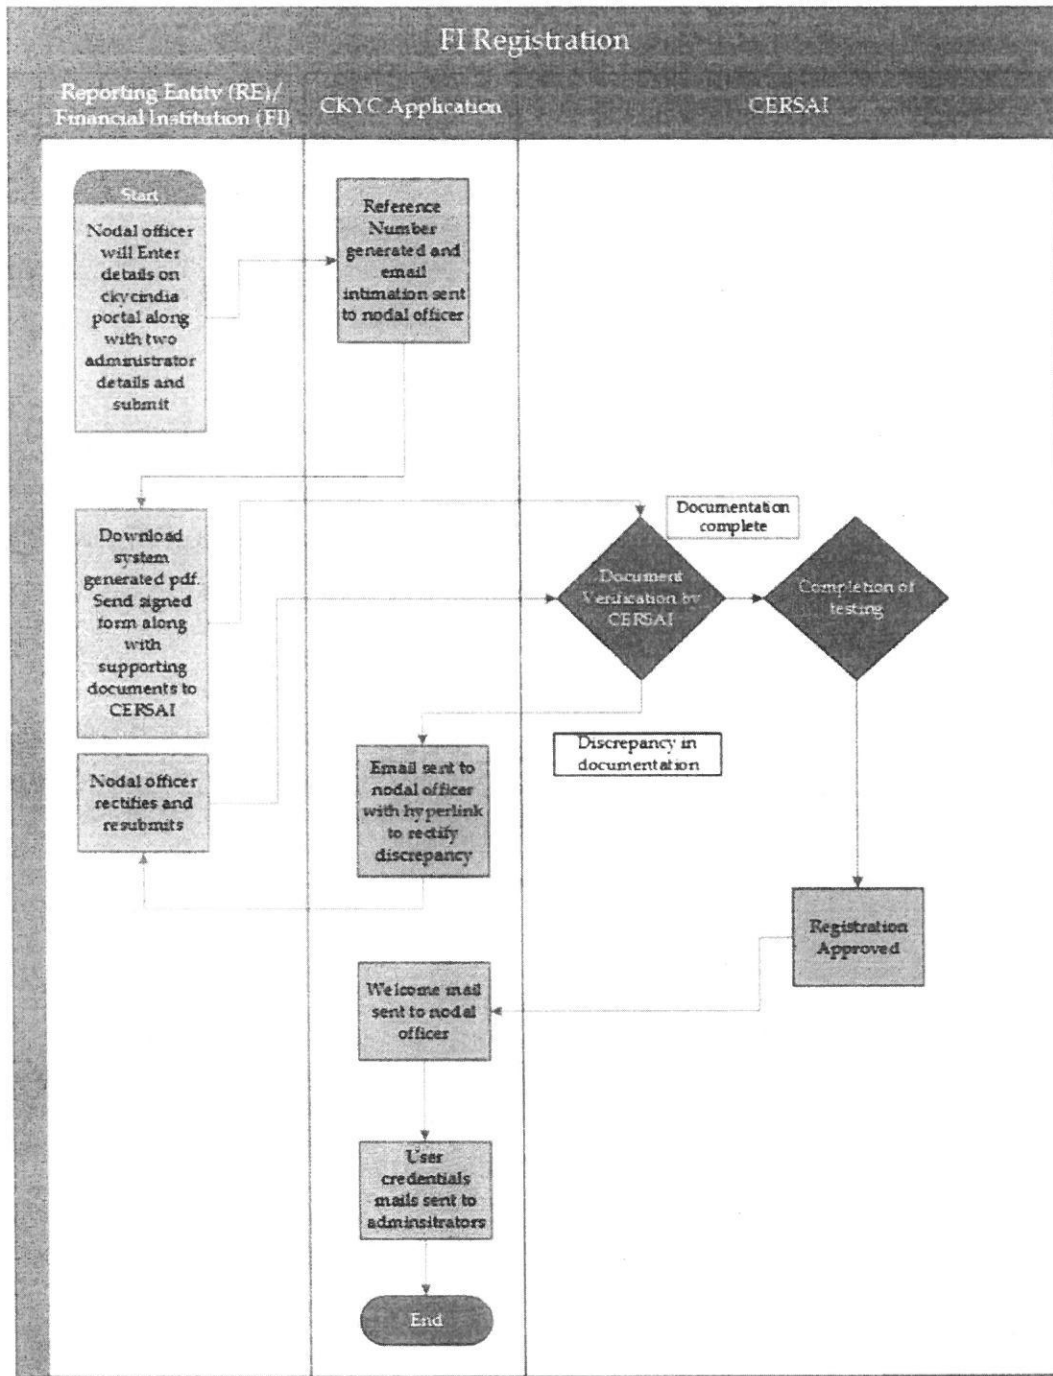 FI Registration
Reporting Entity (RE)/
Financial Institution (FI)
CKYC Application
CERSAI
Start
Nodal officer
will Enter
details on
ckycindia
portal along
with two
administrator
details and
submit
Reference
Number
generated and
email
intimation sent
to nodal officer
Download
system
generated pdf.
Send signed
form along
with
supporting
documents to
CERSAI
Documentation
complete
Document
Verification by
CERSAI
Completion of
testing
Discrepancy in
documentation
Nodal officer
rectifies and
resubmits
Email sent to
nodal officer
with hyperlink
to rectify
discrepancy
Registration
Approved
Welcome mail
sent to nodal
officer
User
credentials
mails sent to
adminsitrators
End